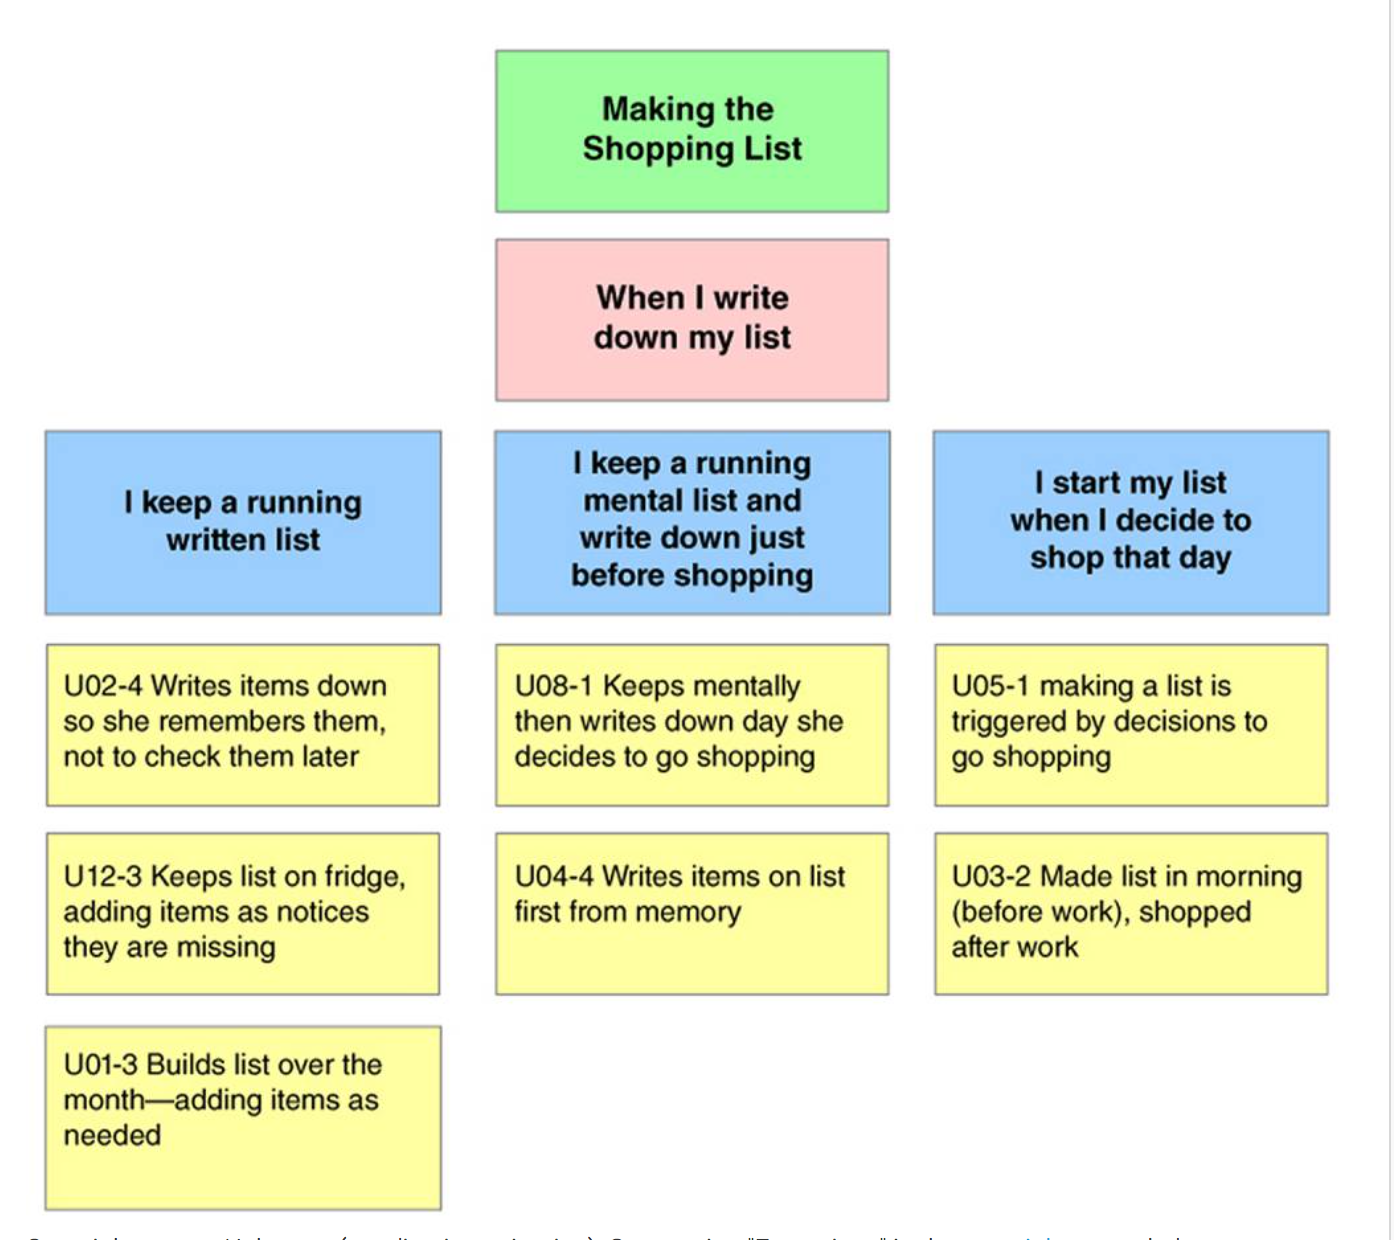 Making the
Shopping List
When I write
down my list
I keep a running
written list
I keep a running
mental list and
write down just
before shopping
I start my list
when I decide to
shop that day
U02-4 Writes items down
so she remembers them,
not to check them later
U08-1 Keeps mentally
then writes down day she
decides to go shopping
U05-1 making a list is
triggered by decisions to
go shopping
U12-3 Keeps list on fridge,
adding items as notices
they are missing
U04-4 Writes items on list
first from memory
U03-2 Made list in morning
(before work), shopped
after work
U01-3 Builds list over the
month—adding items as
needed